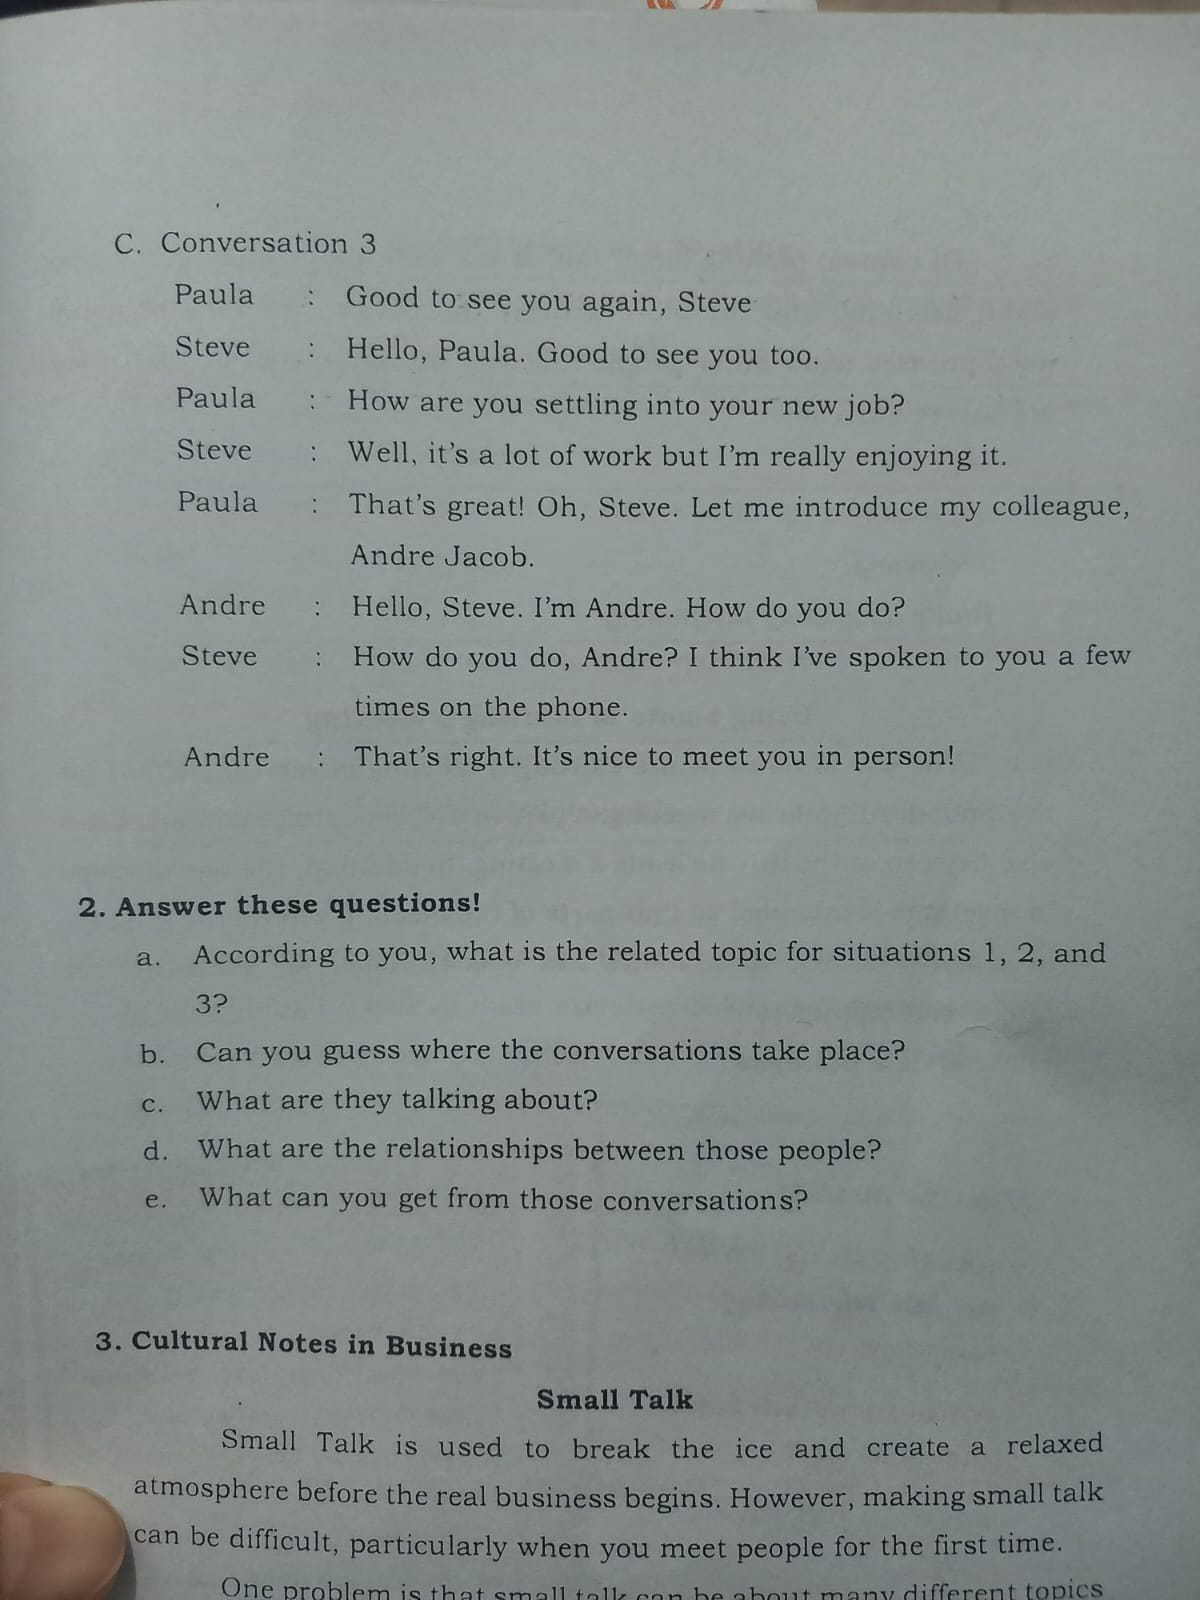 C. Conversation 3
Paula : Good to see you again, Steve
Steve : Hello, Paula. Good to see you too.
Paula : How are you settling into your new job?
Steve : Well, it's a lot of work but I'm really enjoying it.
Paula : That's great! Oh, Steve. Let me introduce my colleague,
Andre Jacob.
Andre : Hello, Steve. I'm Andre. How do you do?
Steve : How do you do, Andre? I think I've spoken to you a few
times on the phone.
Andre : That's right. It's nice to meet you in person!
2. Answer these questions!
a. According to you, what is the related topic for situations 1, 2, and
3?
b. Can you guess where the conversations take place?
c. What are they talking about?
d. What are the relationships between those people?
e. What can you get from those conversations?
3. Cultural Notes in Business
Small Talk
Small Talk is used to break the ice and create a relaxed
atmosphere before the real business begins. However, making small talk
can be difficult, particularly when you meet people for the first time.
One problem is that small talk can be about many different topics